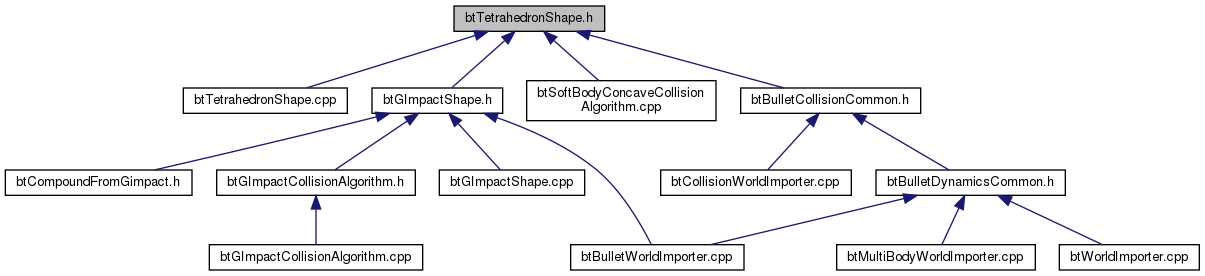 btTetrahedronShape.h
btTetrahedronShape.cpp
btGImpactShape.h
btSoftBodyConcaveCollision
Algorithm.cpp
btBulletCollisionCommon.h
btCompoundFromGimpact.h
btGImpactCollisionAlgorithm.h
btGImpactShape.cpp
btCollisionWorldImporter.cpp
btBulletDynamicsCommon.h
btGImpactCollisionAlgorithm.cpp
btBulletWorldImporter.cpp
btMultiBodyWorldImporter.cpp
btWorldImporter.cpp